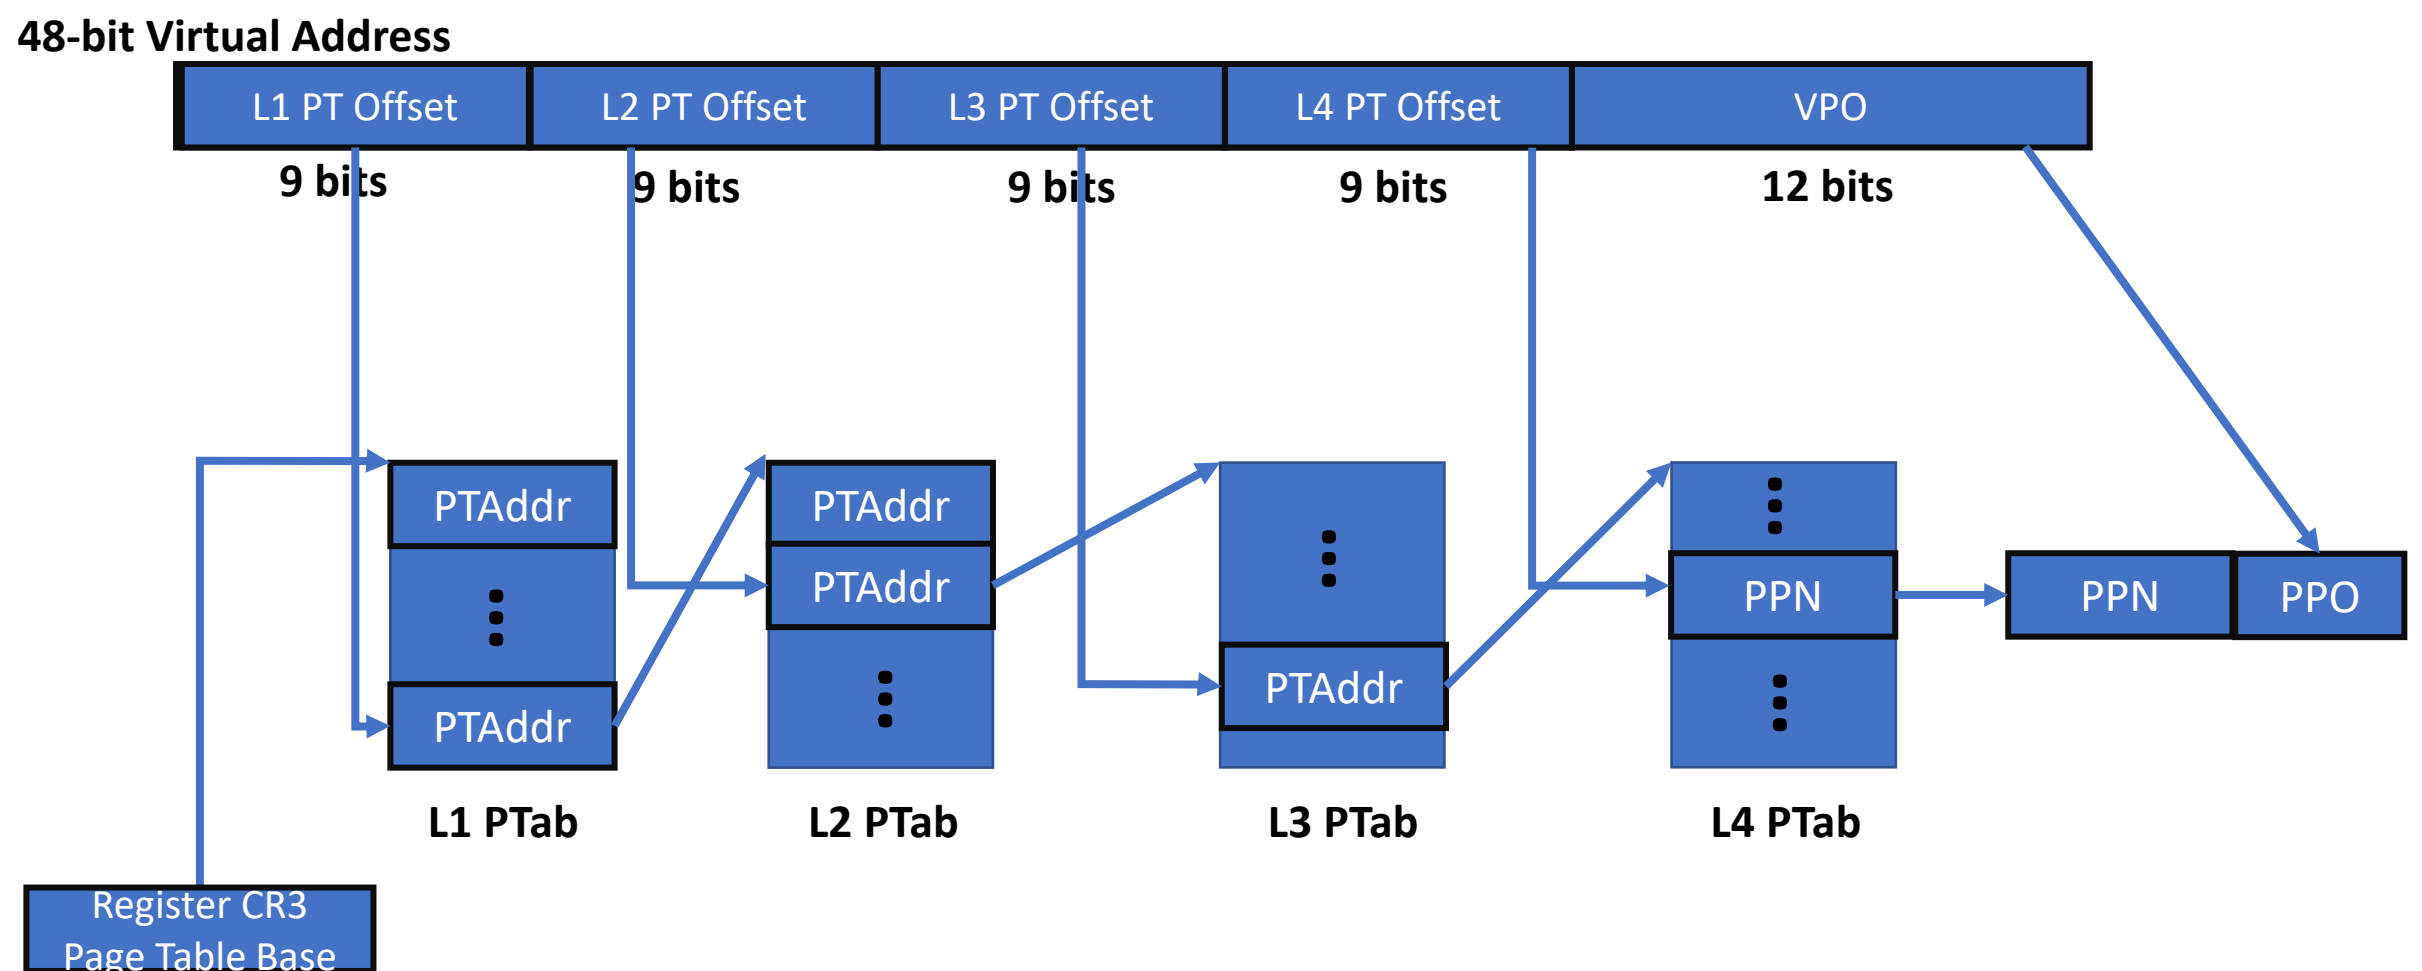 48-bit Virtual Address
L1 PT Offset L2 PT Offset L3 PT Offset L4 PT Offset VPO
9 bits 9 bits 9 bits 9 bits 12 bits
PTAddr PTAddr
PTAddr PPN PPN PPO
PTAddr
PTAddr
L1 PTab L2 PTab L3 PTab L4 PTab
Register CR3
Page Table Base